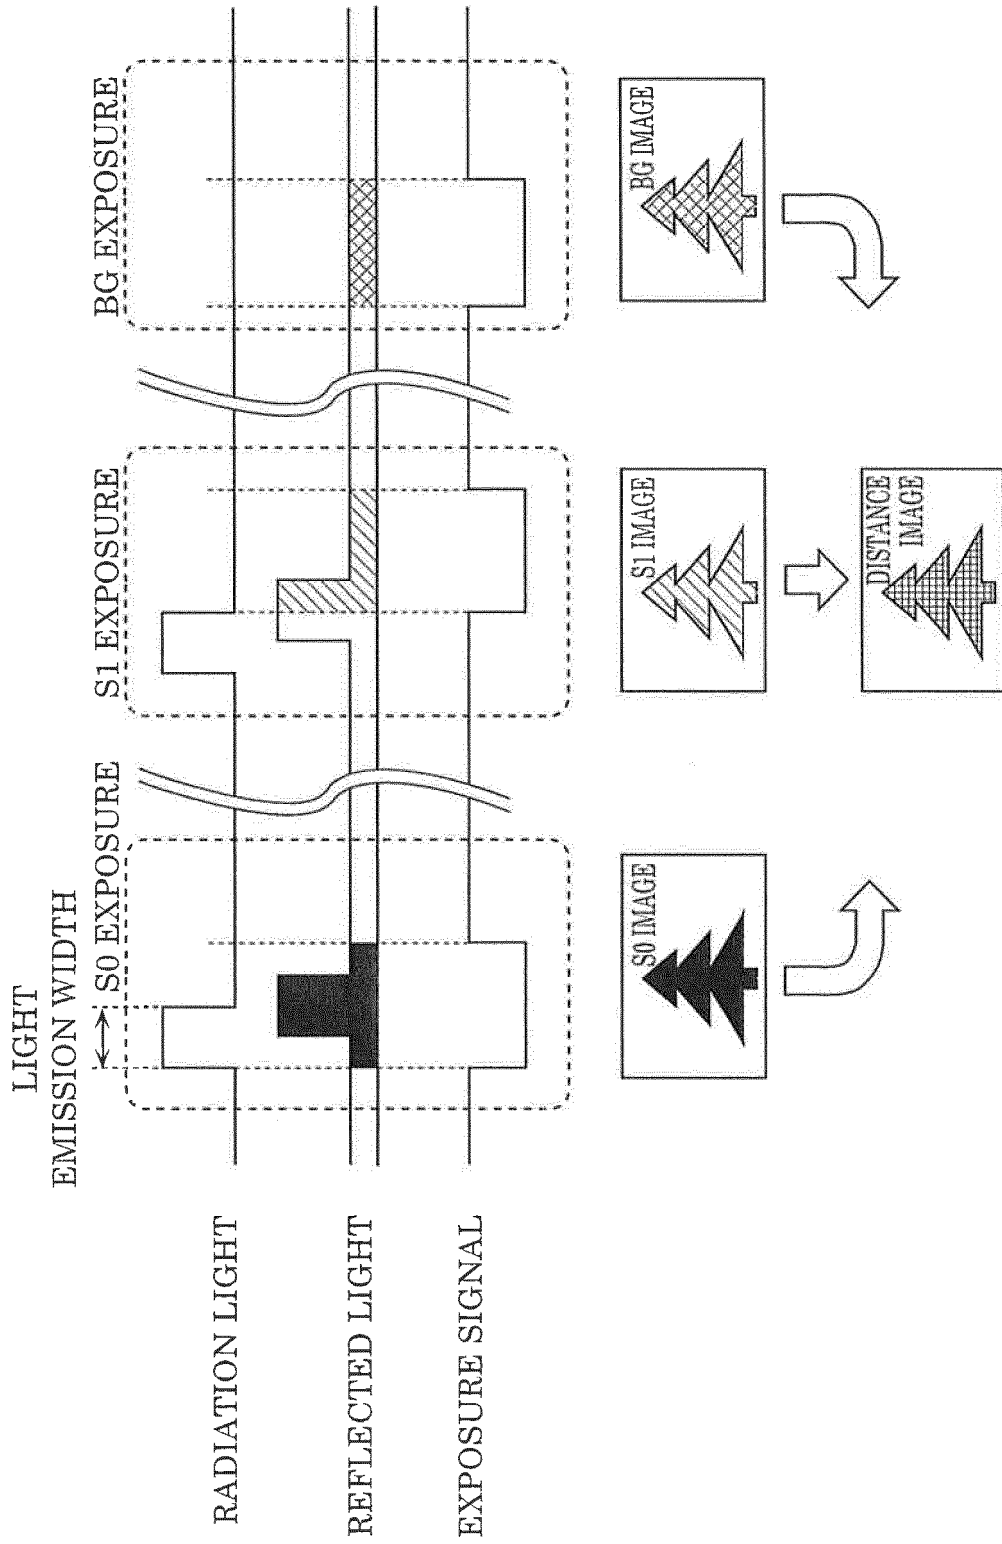 LIGHT
EMISSION WIDTH
S0 EXPOSURE
S1 EXPOSURE
BG EXPOSURE
RADIATION LIGHT
REFLECTED LIGHT
EXPOSURE SIGNAL
S0 IMAGE
S1 IMAGE
BG IMAGE
DISTANCE
IMAGE